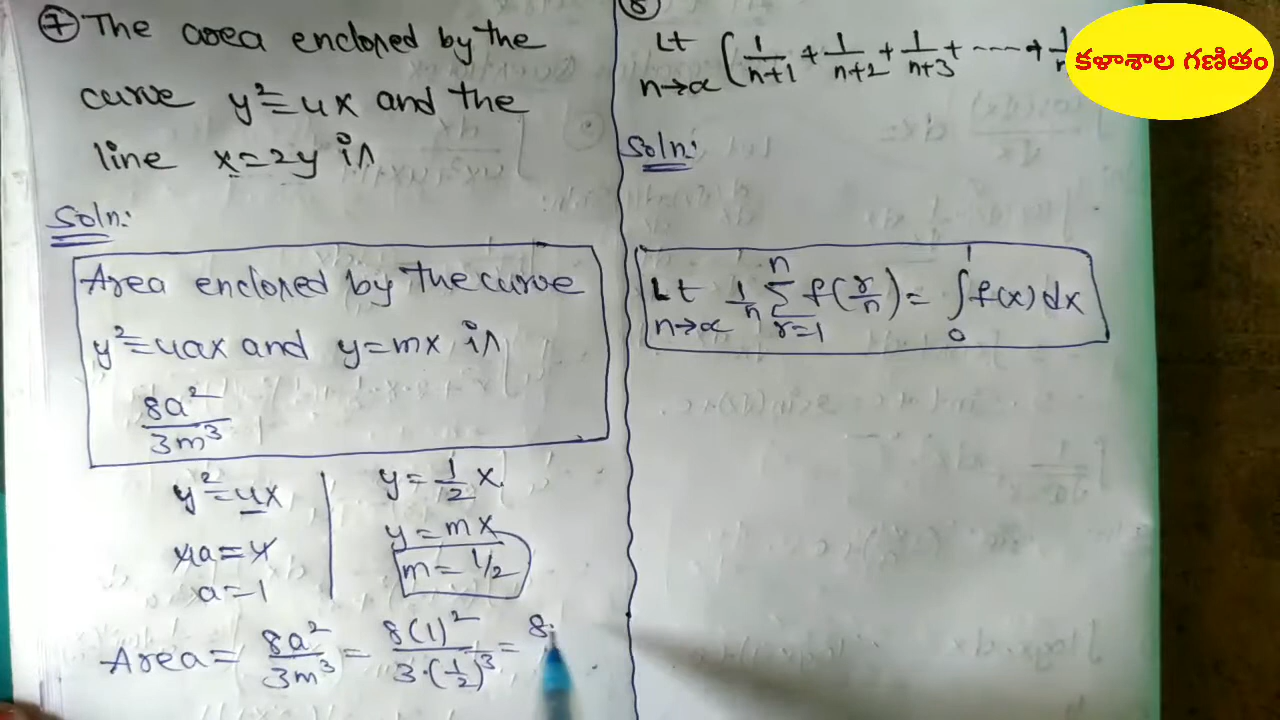 ⑦ The area enclosed by the
curve y² = 4x and the
line x = 2y is
Soln:
Area enclosed by the curve
y² = 4ax and y = mx is
8a² / 3m³
y² = 4x
4a = 4
a = 1
y = 1/2 x.
y = mx
m = 1/2
Area = 8a² / 3m³ = 8(1)² / 3·(1/2)³ = 8
⑧
Lt n→∝ (1/n+1 + 1/n+2 + 1/n+3 + ---- + 1/n
Soln:
Lt n→∝ 1/n Σ r=1 n f(r/n) = ∫ 0 1 f(x) dx
కళాశాల గణితం